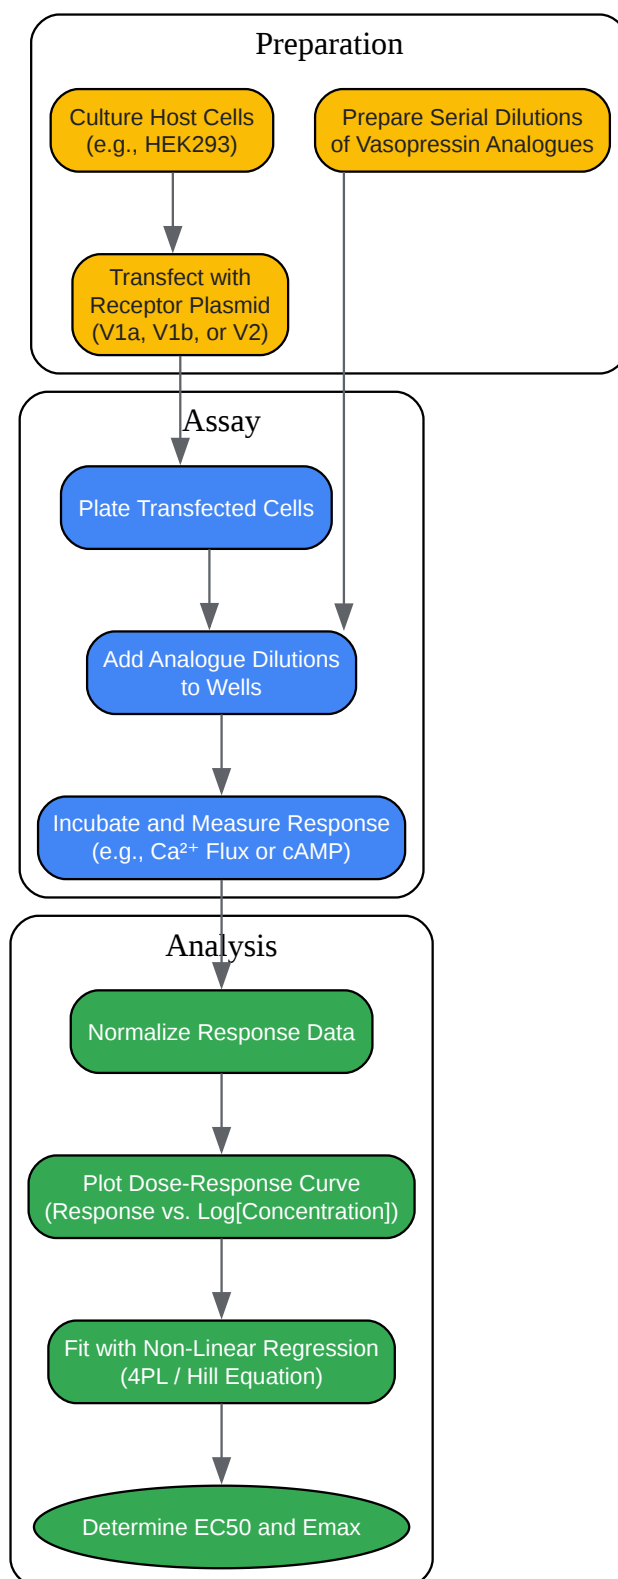 Preparation
Culture Host Cells
(e.g., HEK293)
Prepare Serial Dilutions
of Vasopressin Analogues
Transfect with
Receptor Plasmid
(V1a, V1b, or V2)
Assay
Plate Transfected Cells
Add Analogue Dilutions
to Wells
Incubate and Measure Response
(e.g., Ca²⁺ Flux or cAMP)
Analysis
Normalize Response Data
Plot Dose-Response Curve
(Response vs. Log[Concentration])
Fit with Non-Linear Regression
(4PL / Hill Equation)
Determine EC50 and Emax